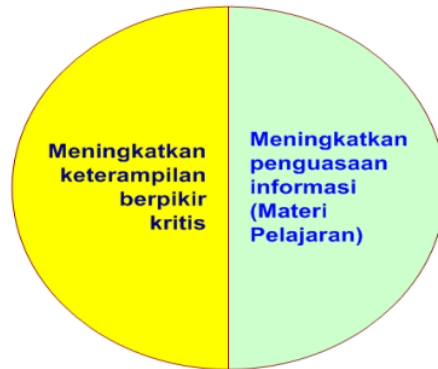 Meningkatkan
keterampilan
berpikir
kritis
Meningkatkan
penguasaan
informasi
(Materi
Pelajaran)